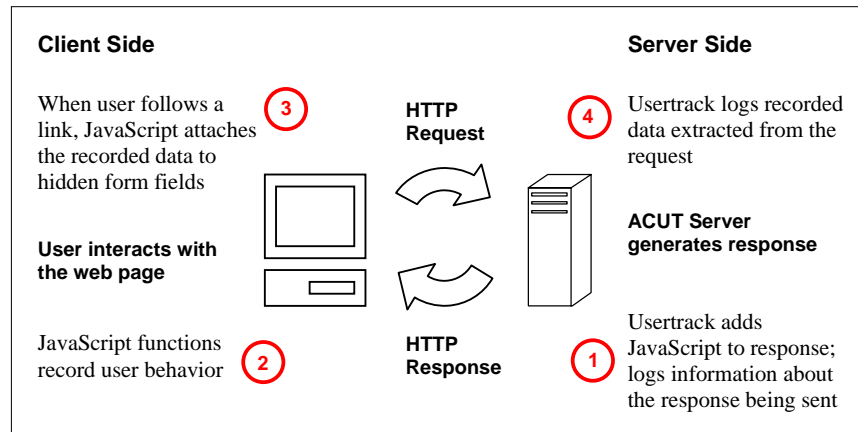 Client Side
Server Side
When user follows a
link, JavaScript attaches
the recorded data to
hidden form fields
3
HTTP
Request
4
Usertrack logs recorded
data extracted from the
request
User interacts with
the web page
ACUT Server
generates response
JavaScript functions
record user behavior
2
HTTP
Response
1
Usertrack adds
JavaScript to response;
logs information about
the response being sent